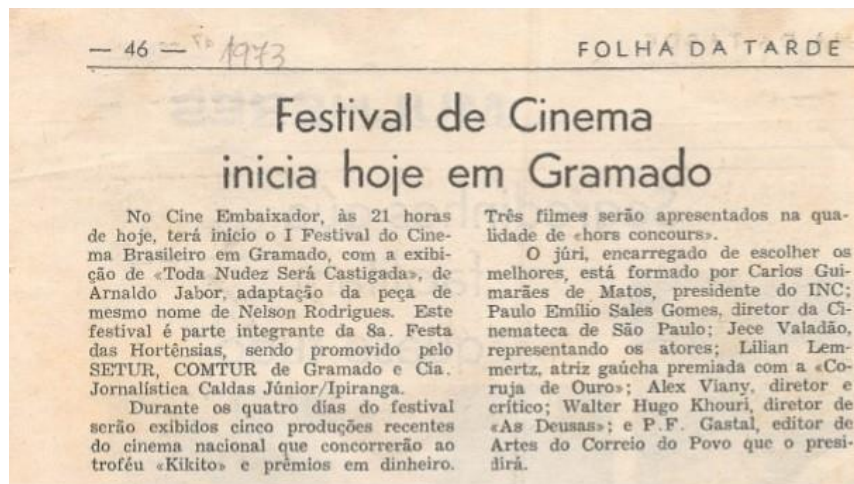 — 46 — 1973
FOLHA DA TARDE
Festival de Cinema
inicia hoje em Gramado
No Cine Embaixador, às 21 horas
de hoje, terá início o I Festival do Cine-
ma Brasileiro em Gramado, com a exibi-
ção de «Toda Nudez Será Castigada», de
Arnaldo Jabor, adaptação da peça de
mesmo nome de Nelson Rodrigues. Este
festival é parte integrante da 8a. Festa
das Hortênsias, sendo promovido pelo
SETUR, COMTUR de Gramado e Cia.
Jornalística Caldas Júnior/Ipiranga.
Durante os quatro dias do festival
serão exibidos cinco produções recentes
do cinema nacional que concorrerão ao
troféu «Kikito» e prêmios em dinheiro.
Três filmes serão apresentados na qua-
lidade de «hors concours».
O júri, encarregado de escolher os
melhores, está formado por Carlos Gui-
marães de Matos, presidente do INC;
Paulo Emílio Sales Gomes, diretor da Ci-
nemateca de São Paulo; Jece Valadão,
representando os atores; Lilian Lem-
mertz, atriz gaúcha premiada com a «Co-
ruja de Ouro»; Alex Viany, diretor e
crítico; Walter Hugo Khouri, diretor de
«As Deusas»; e P.F. Gastal, editor de
Artes do Correio do Povo que o presi-
dirá.